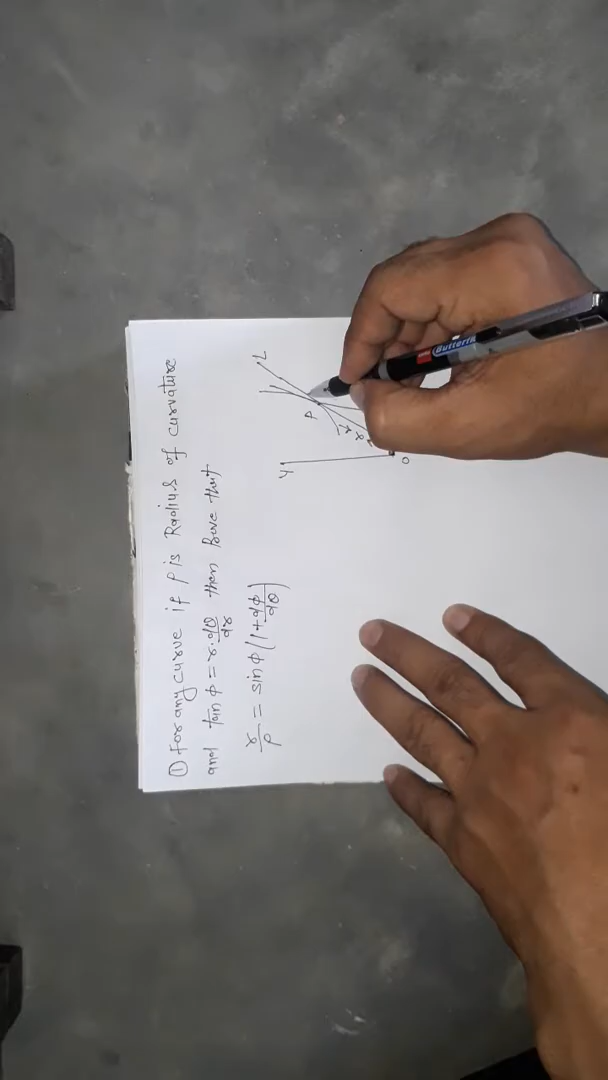 ① For any curve if ρ is Radius of curvature
and tan ϕ = r. dθ/dr then Prove that
r/ρ = sin ϕ (1 + dϕ/dθ)
Y
L
P
r
O
Butterfl